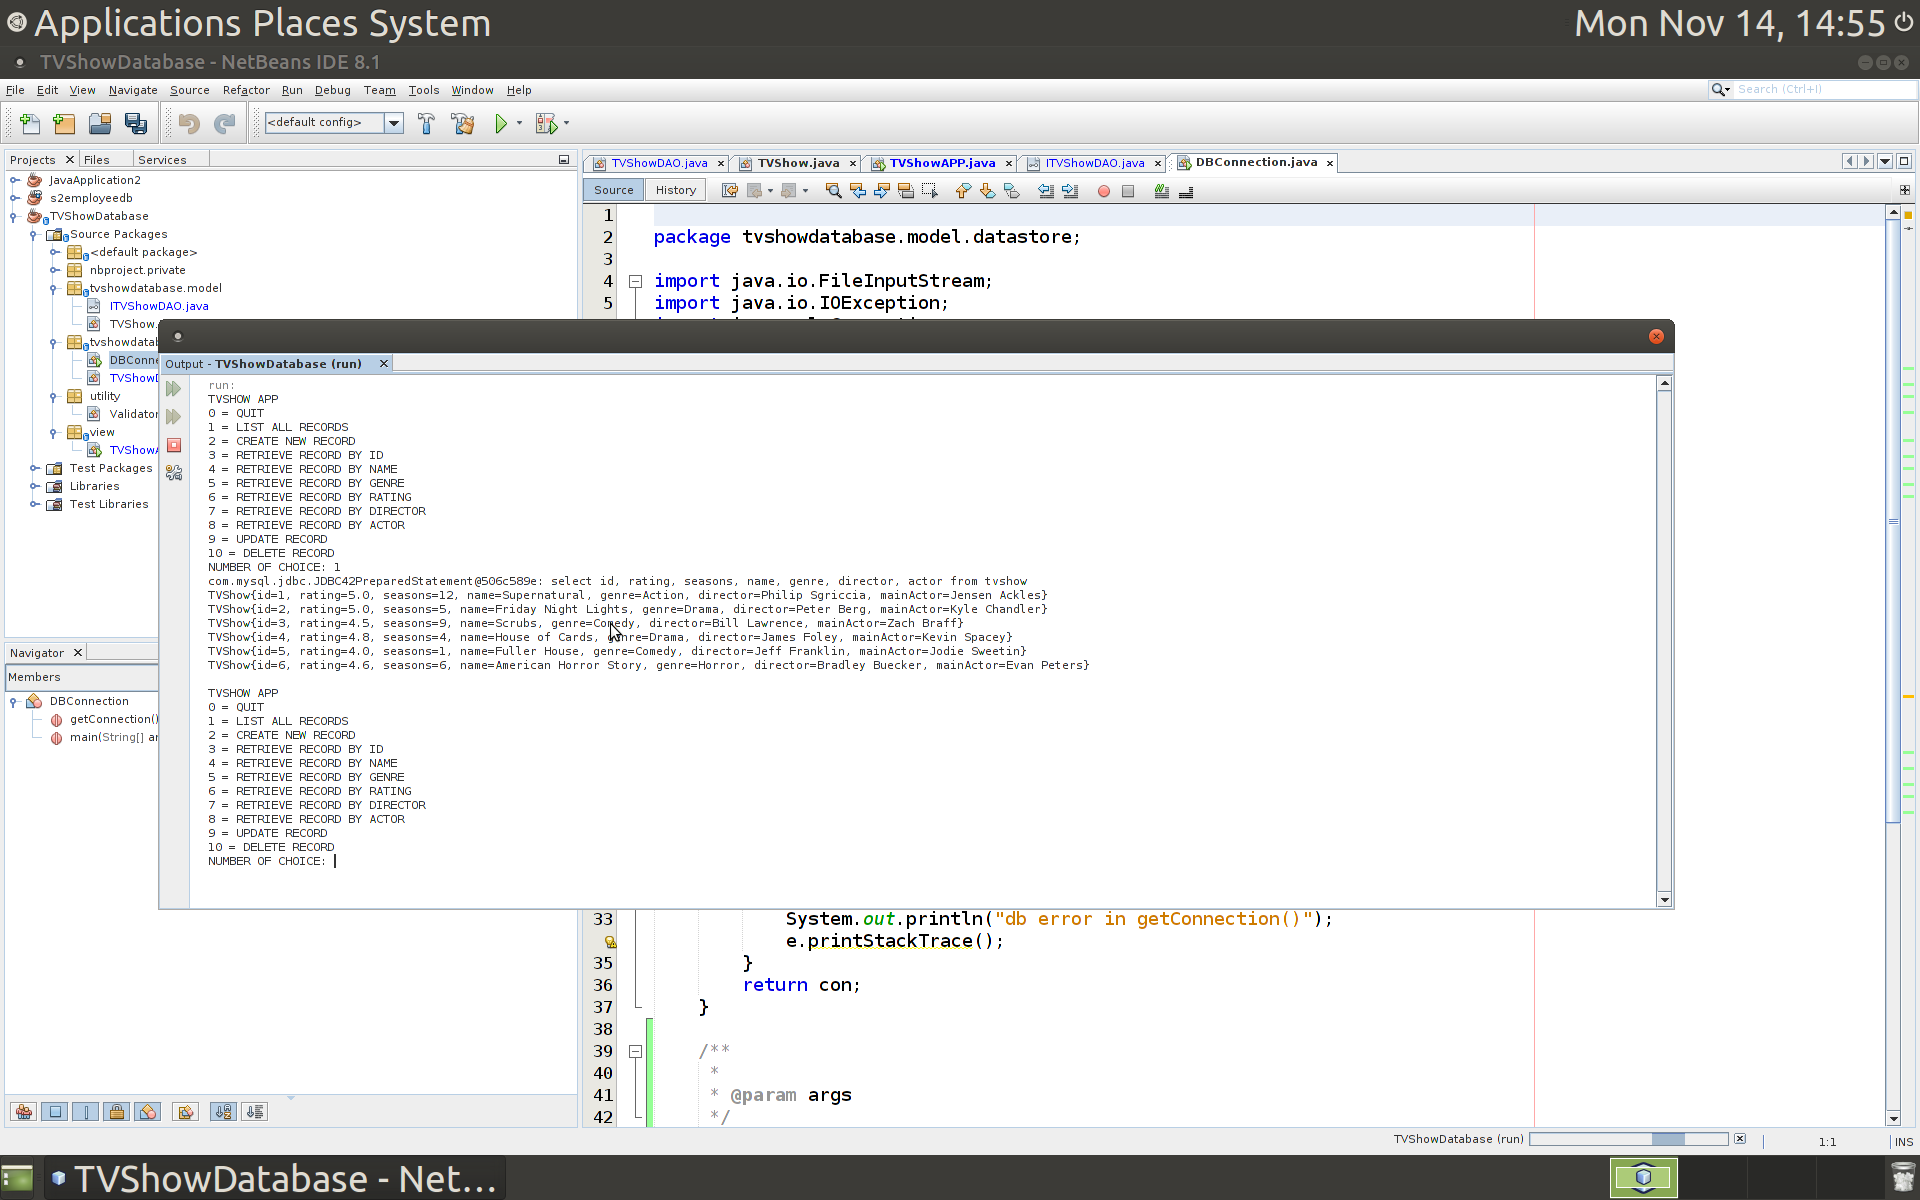 Applications Places System
Mon Nov 14, 14:55
TVShowDatabase - NetBeans IDE 8.1
File Edit View Navigate Source Refactor Run Debug Team Tools Window Help
Search (Ctrl+I)
<default config>
Projects Files Services
JavaApplication2
s2employeedb
TVShowDatabase
Source Packages
<default package>
nbproject.private
tvshowdatabase.model
ITVShowDAO.java
TVShow.
tvshowdatab
DBConne
TVShowD
utility
Validator
view
TVShowA
Test Packages
Libraries
Test Libraries
Navigator
Members
DBConnection
getConnection()
main(String[] ar
TVShowDAO.java TVShow.java TVShowAPP.java ITVShowDAO.java DBConnection.java
Source History
1
2 package tvshowdatabase.model.datastore;
3
4 import java.io.FileInputStream;
5 import java.io.IOException;
Output - TVShowDatabase (run)
run:
TVSHOW APP
0 = QUIT
1 = LIST ALL RECORDS
2 = CREATE NEW RECORD
3 = RETRIEVE RECORD BY ID
4 = RETRIEVE RECORD BY NAME
5 = RETRIEVE RECORD BY GENRE
6 = RETRIEVE RECORD BY RATING
7 = RETRIEVE RECORD BY DIRECTOR
8 = RETRIEVE RECORD BY ACTOR
9 = UPDATE RECORD
10 = DELETE RECORD
NUMBER OF CHOICE: 1
com.mysql.jdbc.JDBC42PreparedStatement@506c589e: select id, rating, seasons, name, genre, director, actor from tvshow
TVShow{id=1, rating=5.0, seasons=12, name=Supernatural, genre=Action, director=Philip Sgriccia, mainActor=Jensen Ackles}
TVShow{id=2, rating=5.0, seasons=5, name=Friday Night Lights, genre=Drama, director=Peter Berg, mainActor=Kyle Chandler}
TVShow{id=3, rating=4.5, seasons=9, name=Scrubs, genre=Comedy, director=Bill Lawrence, mainActor=Zach Braff}
TVShow{id=4, rating=4.8, seasons=4, name=House of Cards, genre=Drama, director=James Foley, mainActor=Kevin Spacey}
TVShow{id=5, rating=4.0, seasons=1, name=Fuller House, genre=Comedy, director=Jeff Franklin, mainActor=Jodie Sweetin}
TVShow{id=6, rating=4.6, seasons=6, name=American Horror Story, genre=Horror, director=Bradley Buecker, mainActor=Evan Peters}
TVSHOW APP
0 = QUIT
1 = LIST ALL RECORDS
2 = CREATE NEW RECORD
3 = RETRIEVE RECORD BY ID
4 = RETRIEVE RECORD BY NAME
5 = RETRIEVE RECORD BY GENRE
6 = RETRIEVE RECORD BY RATING
7 = RETRIEVE RECORD BY DIRECTOR
8 = RETRIEVE RECORD BY ACTOR
9 = UPDATE RECORD
10 = DELETE RECORD
NUMBER OF CHOICE:
33 System.out.println("db error in getConnection()");
e.printStackTrace();
35 }
36 return con;
37 }
38
39 /**
40 *
41 * @param args
42 */
TVShowDatabase (run)
1:1
INS
TVShowDatabase - Net...